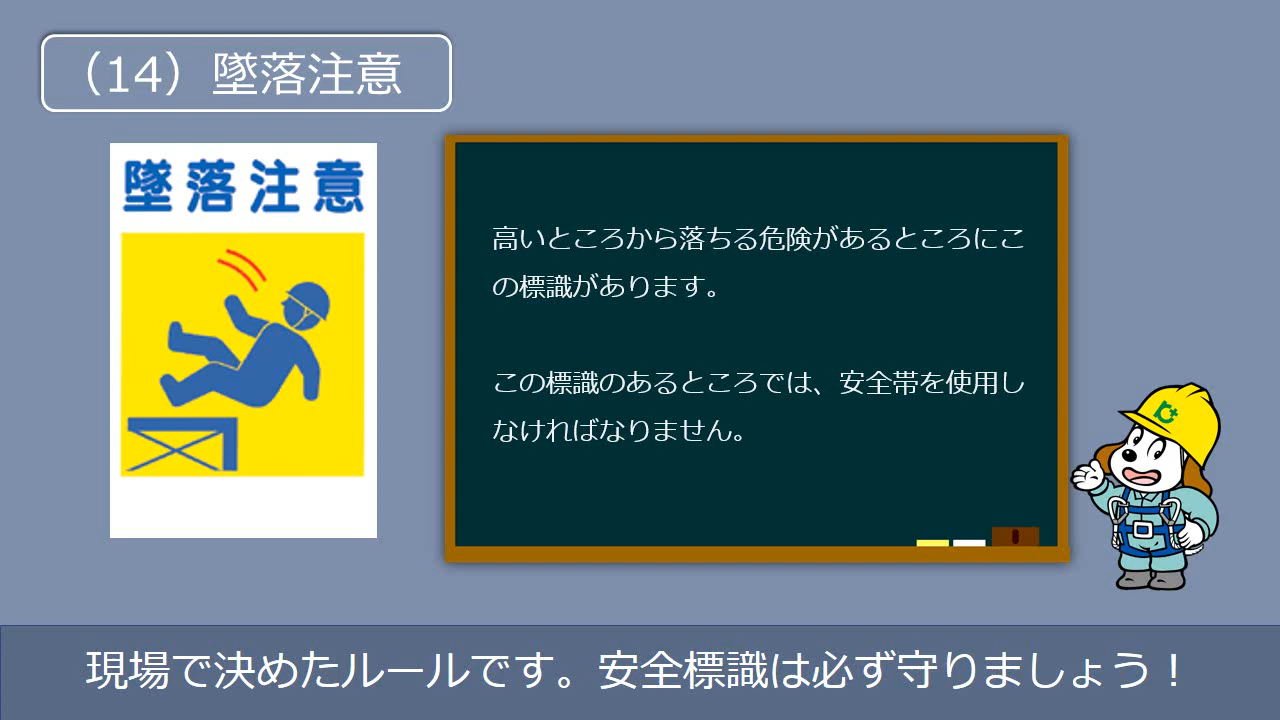 （14）墜落注意
墜落注意
高いところから落ちる危険があるところにこ
の標識があります。
この標識のあるところでは、安全帯を使用し
なければなりません。
現場で決めたルールです。安全標識は必ず守りましょう！